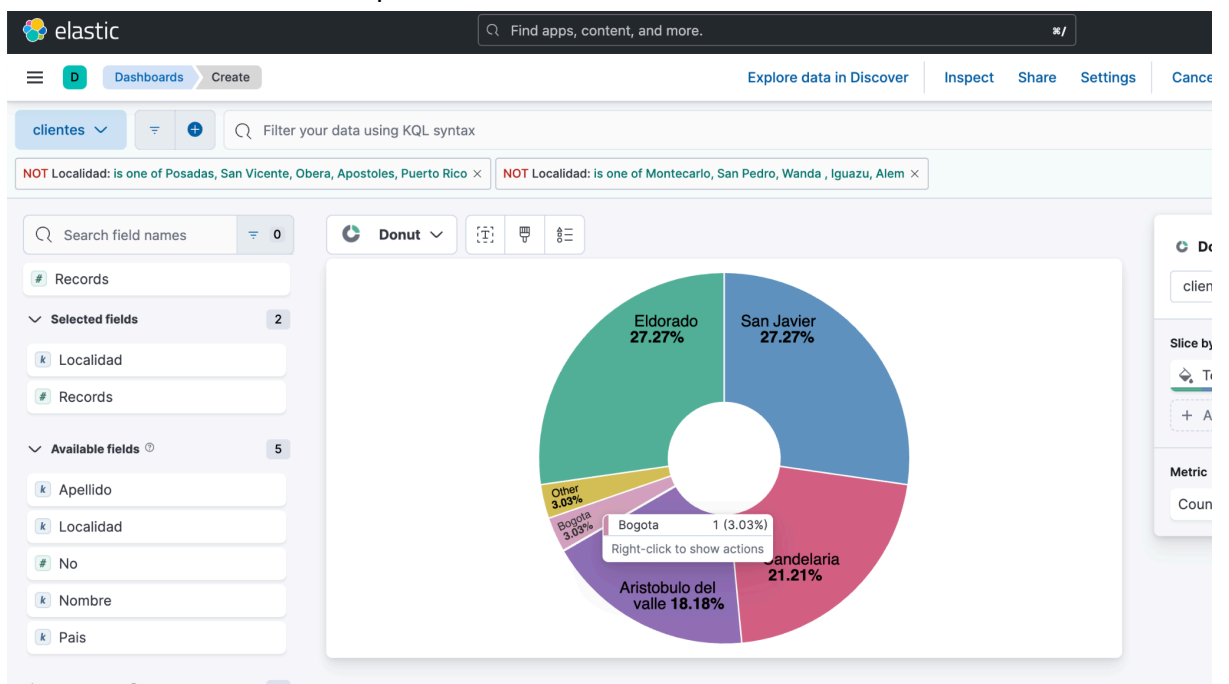 elastic
Find apps, content, and more.
⌘/
D
Dashboards
Create
Explore data in Discover
Inspect
Share
Settings
clientes
Filter your data using KQL syntax
NOT Localidad: is one of Posadas, San Vicente, Obera, Apostoles, Puerto Rico ×
NOT Localidad: is one of Montecarlo, San Pedro, Wanda , Iguazu, Alem ×
Search field names
0
Donut
# Records
Selected fields
2
k Localidad
# Records
Available fields
5
k Apellido
k Localidad
# No
k Nombre
k Pais
Eldorado
27.27%
San Javier
27.27%
Other
3.03%
Bogota
3.03%
Bogota 1 (3.03%)
Right-click to show actions
21.21%
Aristobulo del
valle 18.18%
Slice by
Metric